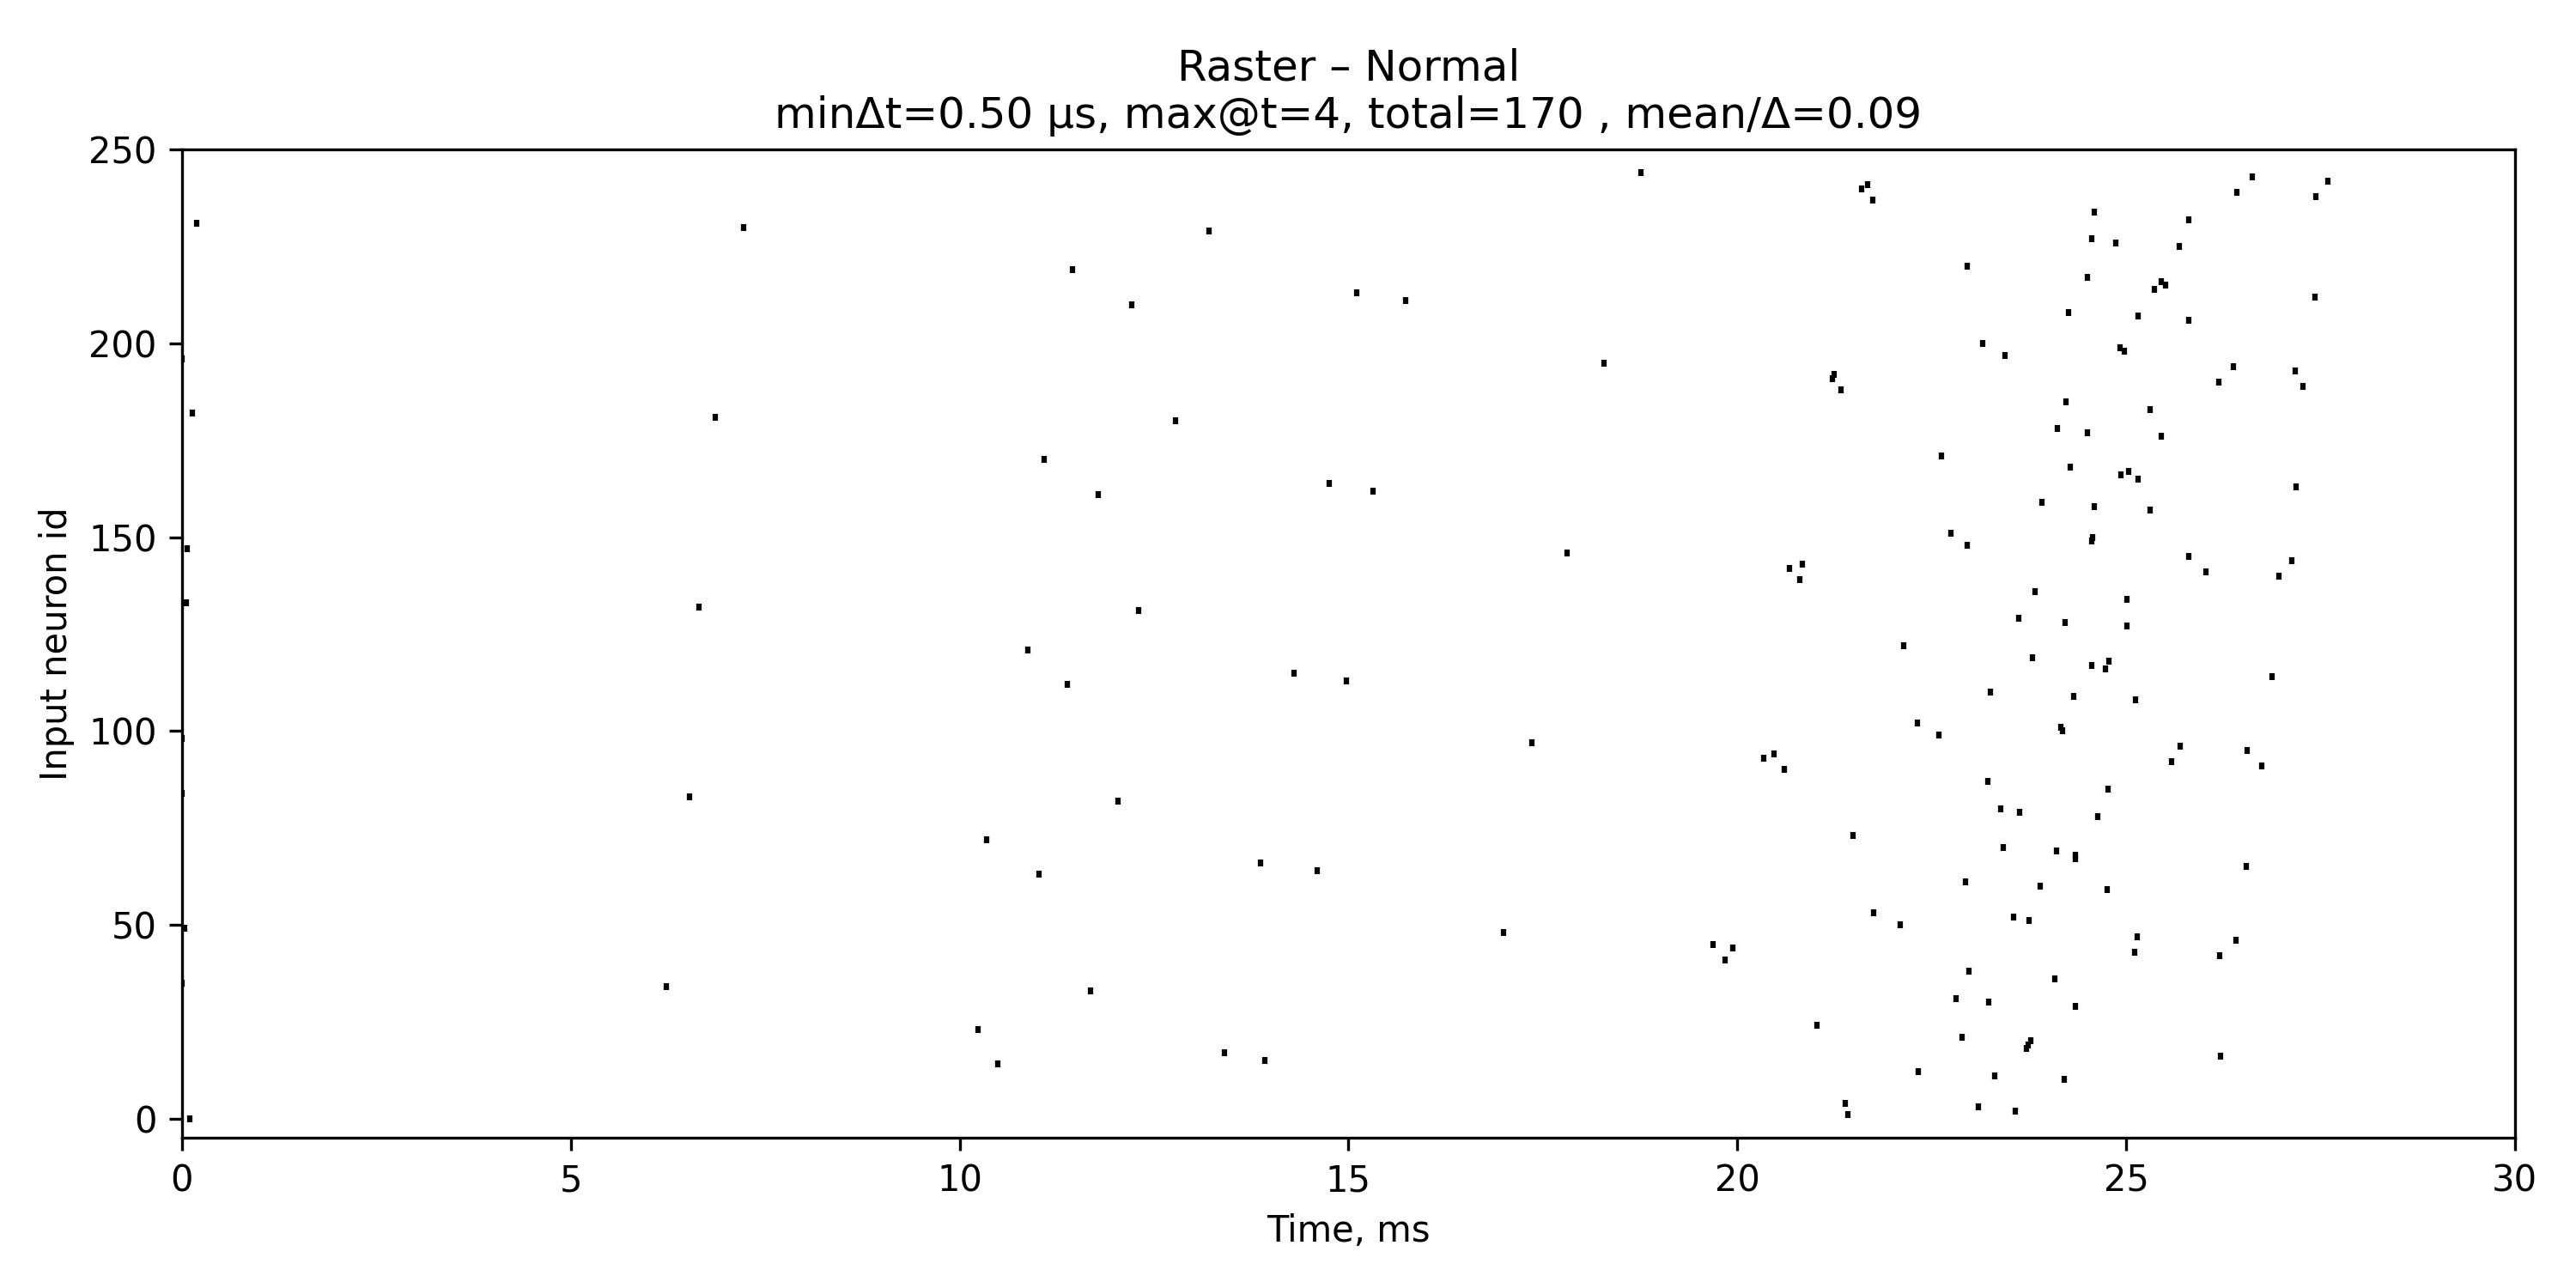 Raster – Normal
minΔt=0.50 μs, max@t=4, total=170 , mean/Δ=0.09
250
200
150
100
50
0
Input neuron id
0 5 10 15 20 25 30
Time, ms